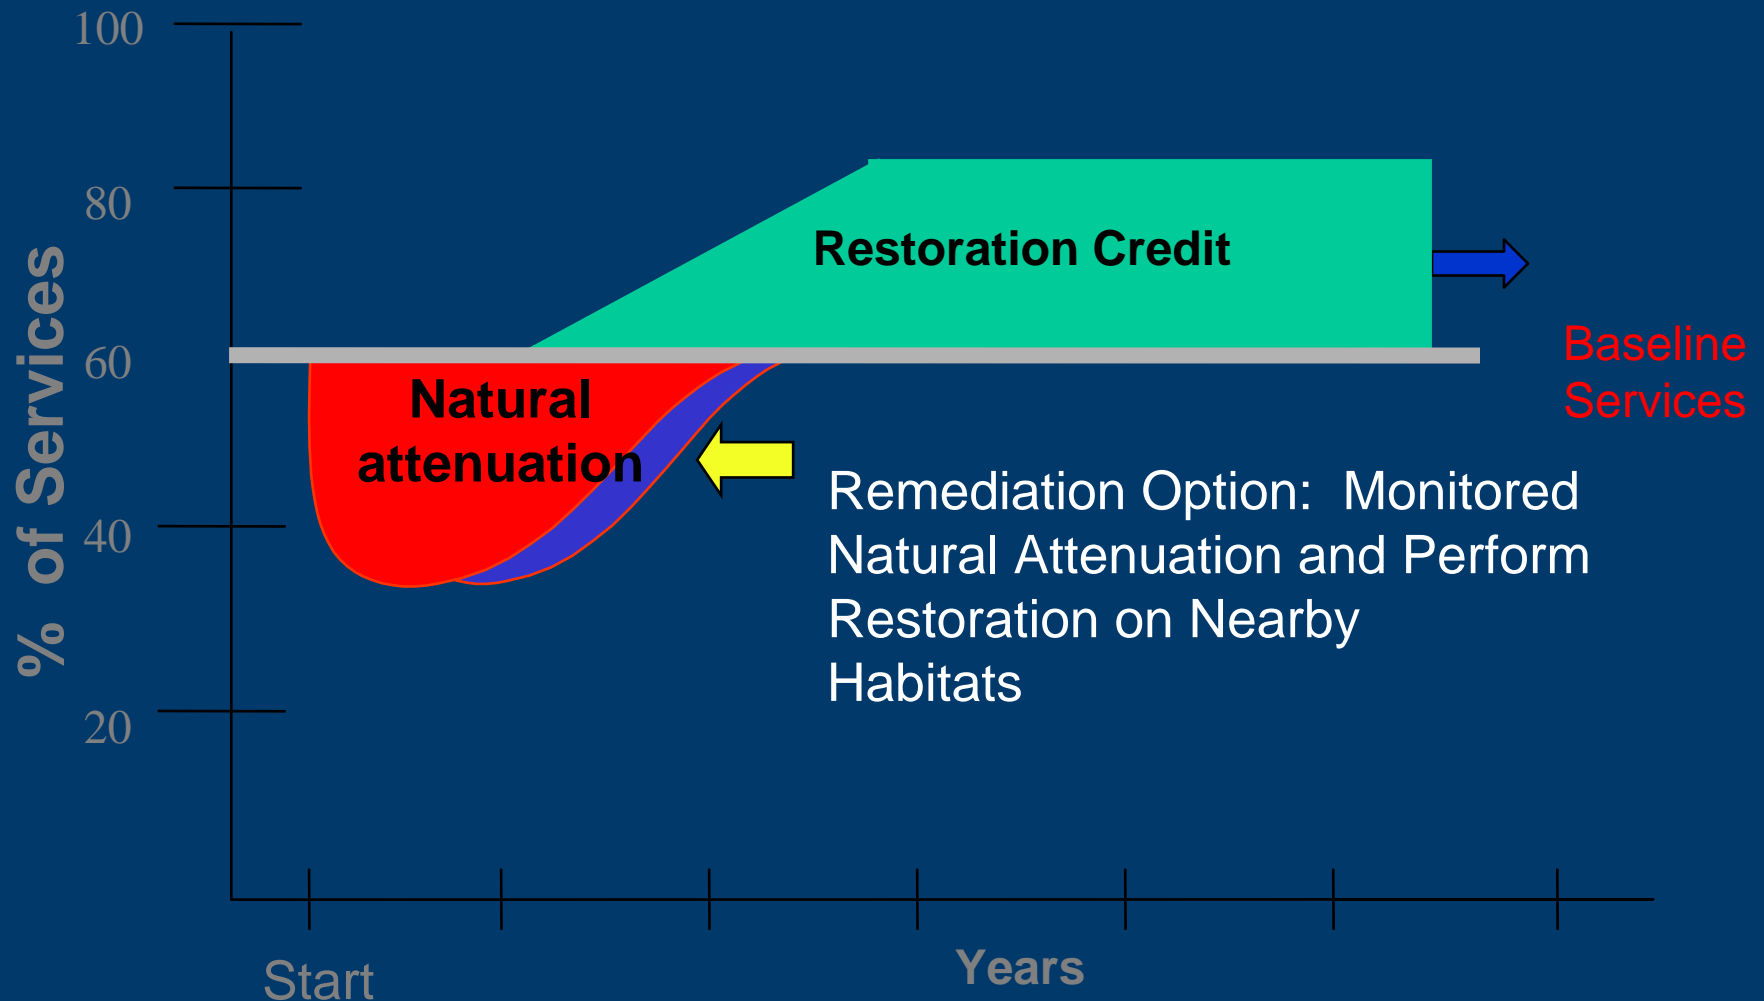 100
80
60
40
20
% of Services
Restoration Credit
Natural
attenuation
Baseline
Services
Remediation Option: Monitored
Natural Attenuation and Perform
Restoration on Nearby
Habitats
Start
Years